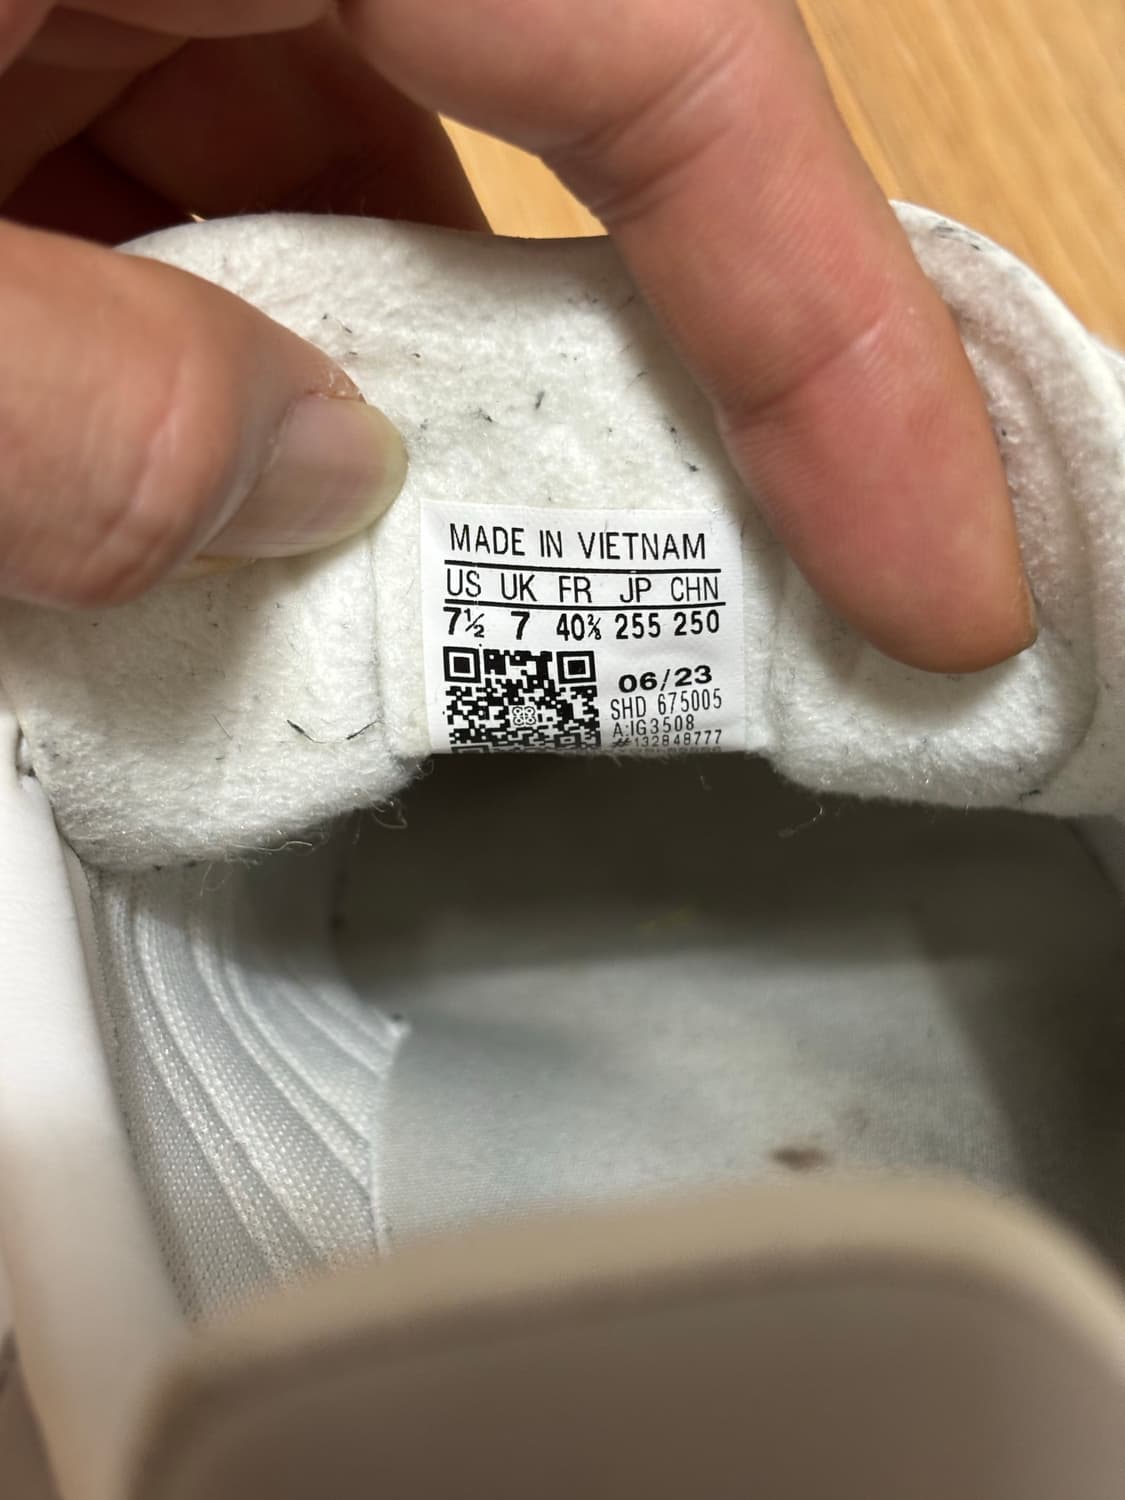 MADE IN VIETNAM
US UK FR JP CHN
7½ 7 40⅔ 255 250
06/23
SHD 675005
A:IG3508
#132848777